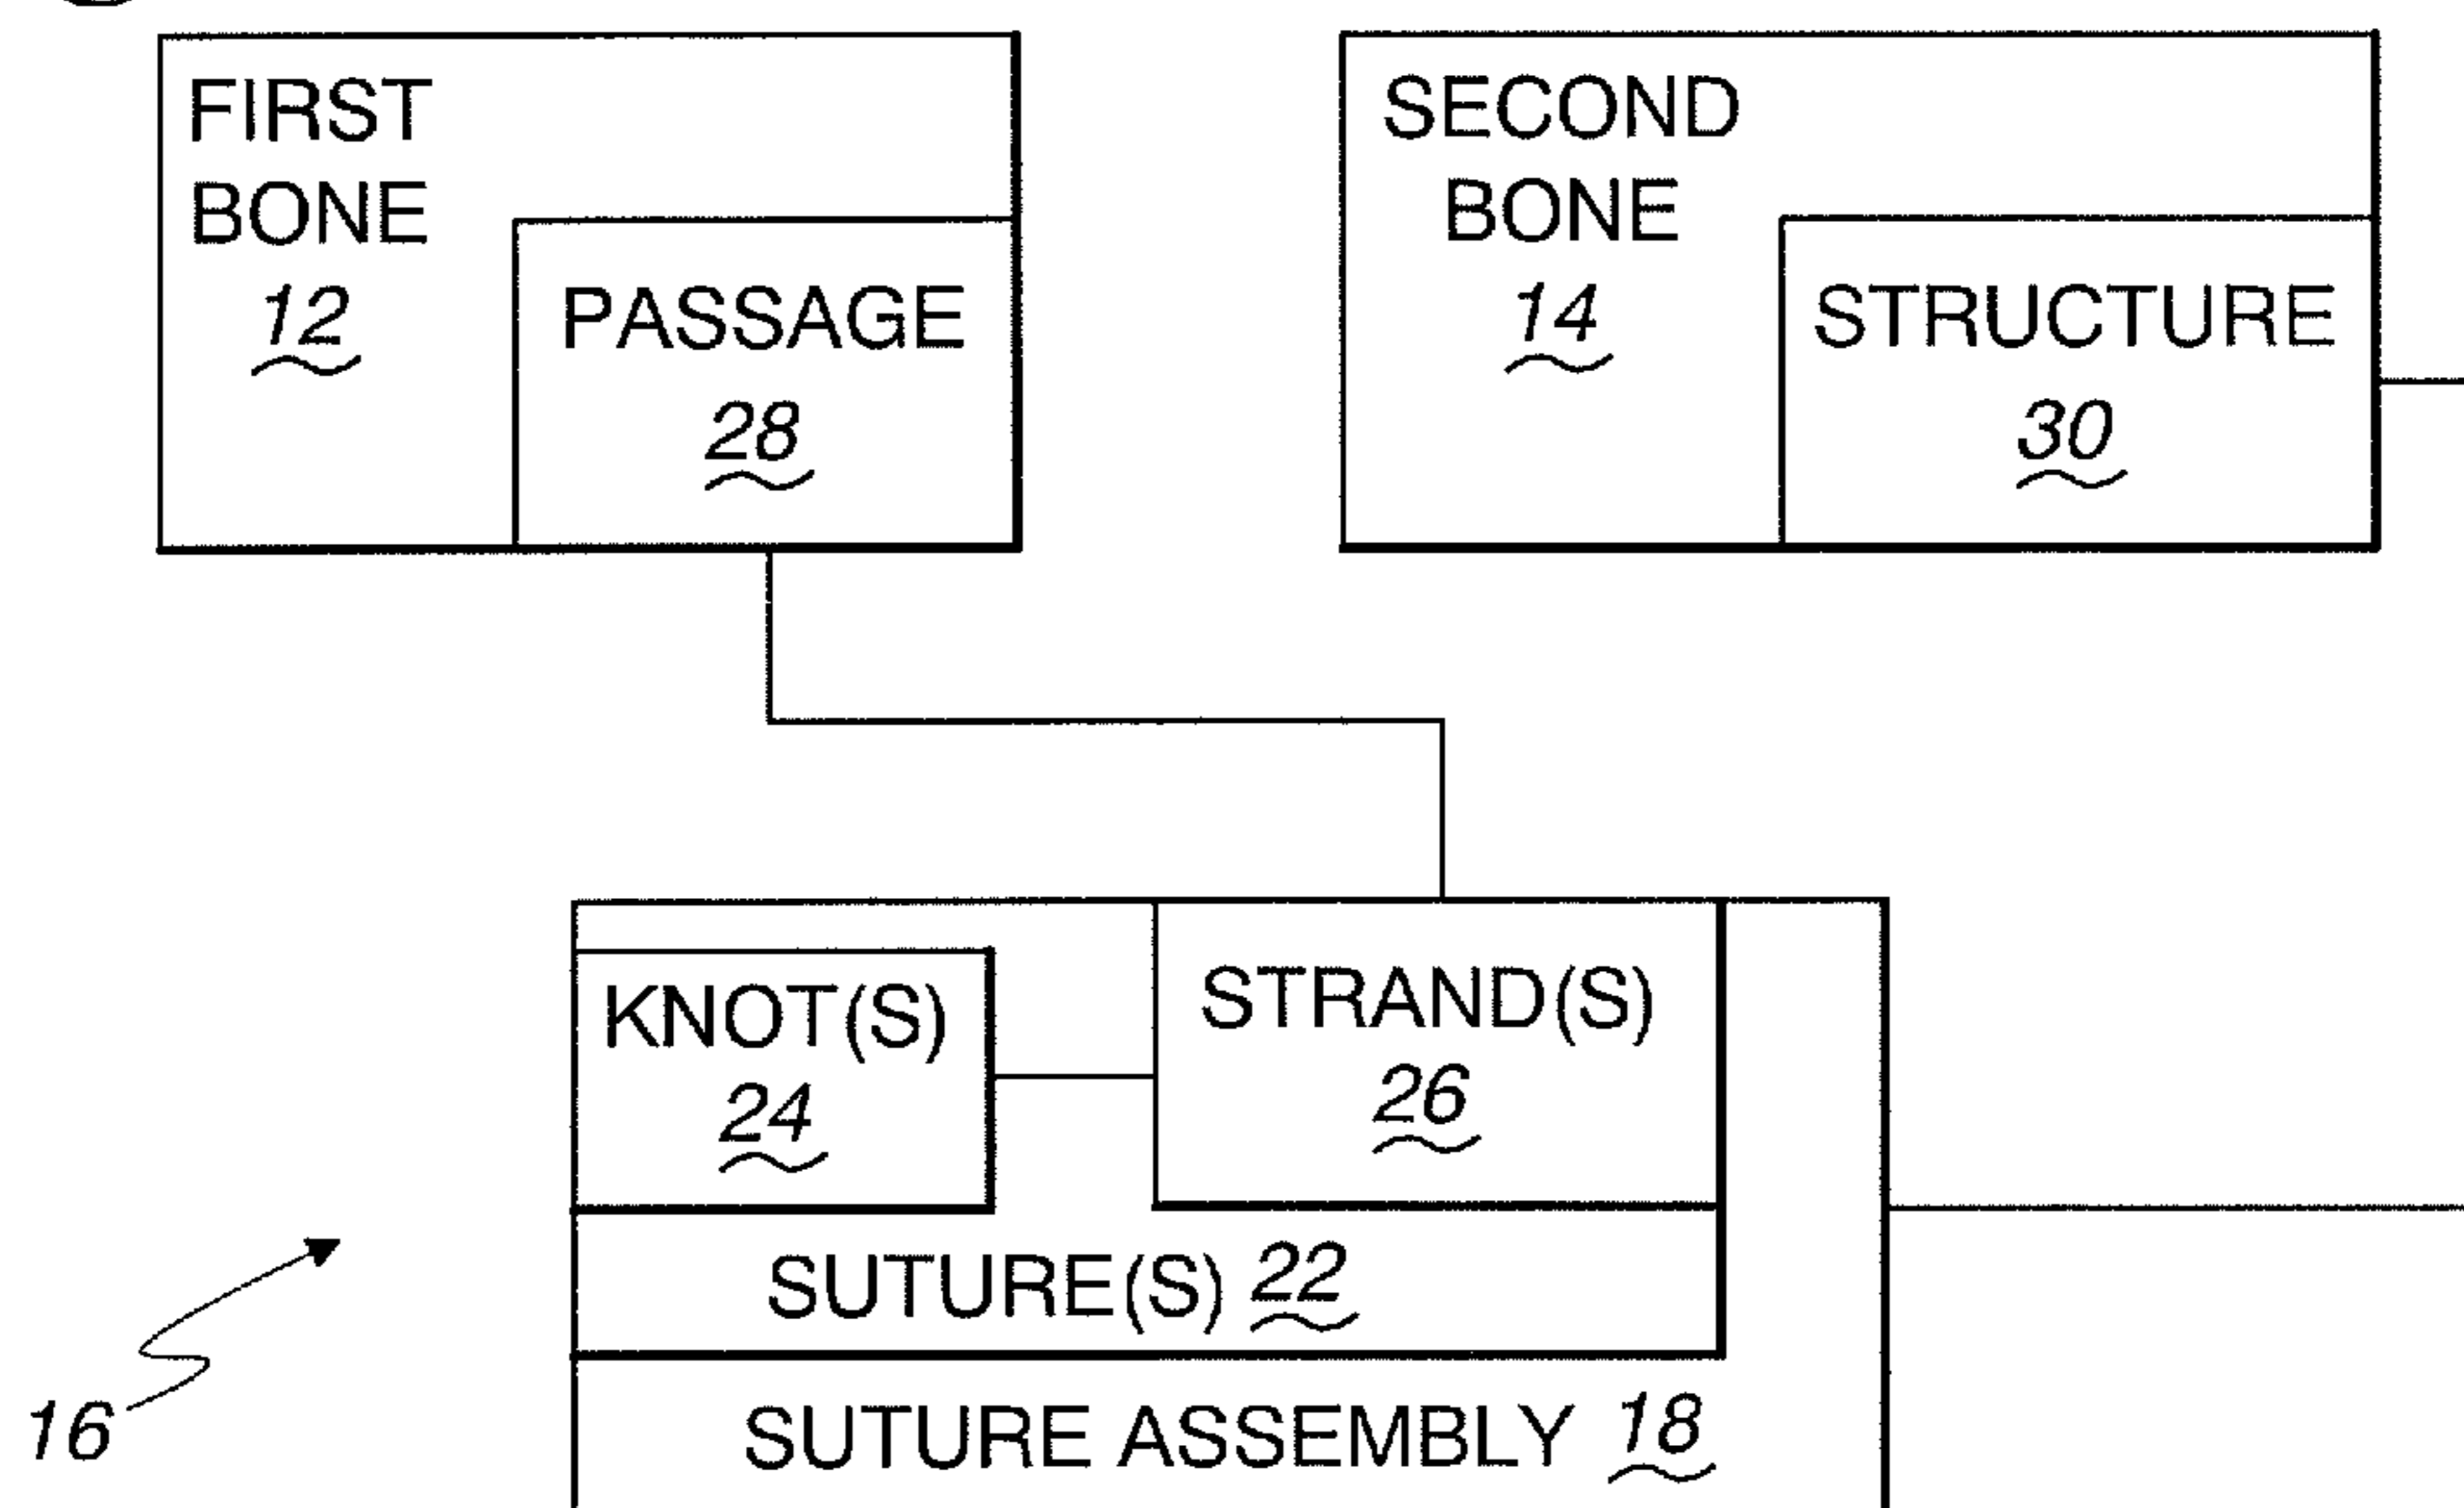 FIRST
BONE
12
PASSAGE
28
SECOND
BONE
14
STRUCTURE
30
KNOT(S)
24
STRAND(S)
26
SUTURE(S) 22
SUTURE ASSEMBLY 18
16